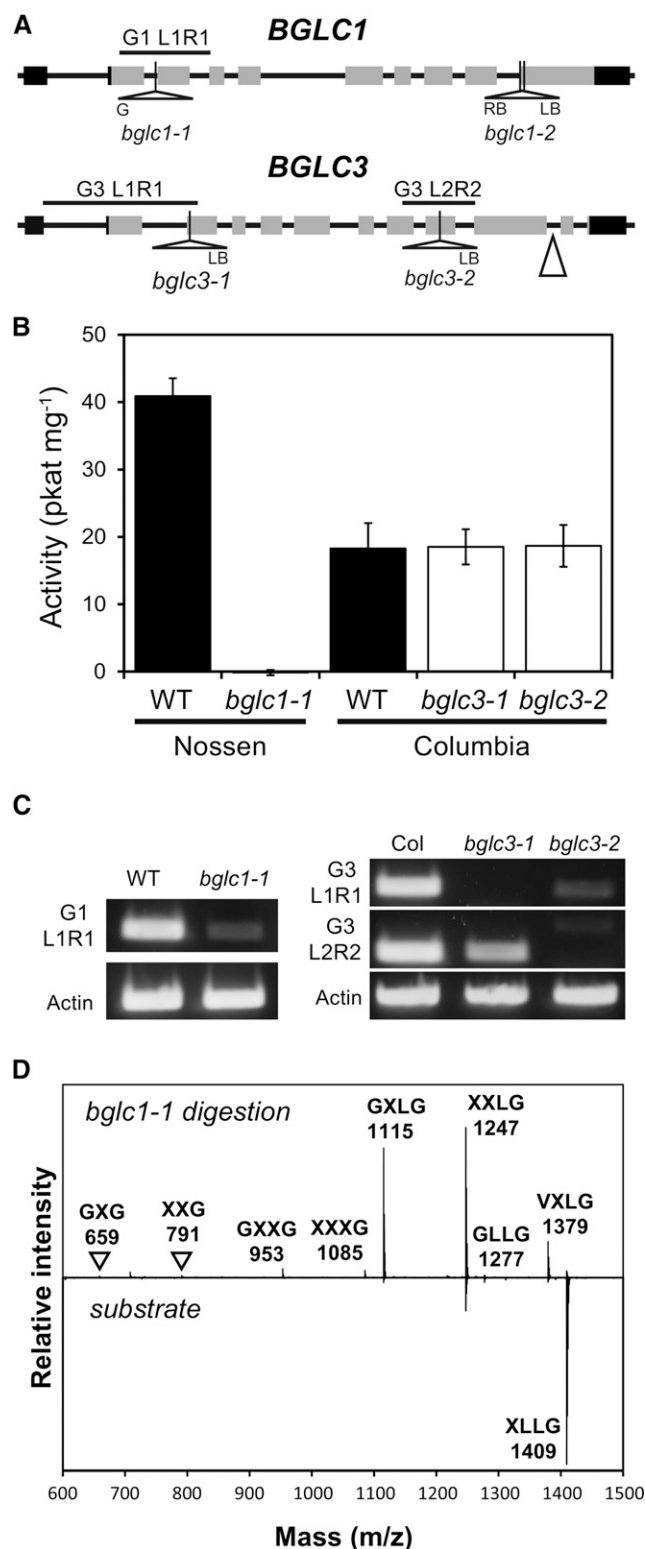 A
BGLC1
G1 L1R1
G
RB LB
bglc1-1
bglc1-2
BGLC3
G3 L1R1
G3 L2R2
LB
LB
bglc3-1
bglc3-2
B
Activity (pkat mg-1)
50
40
30
20
10
0
WT bglc1-1 WT bglc3-1 bglc3-2
Nossen Columbia
C
WT bglc1-1
G1
L1R1
Actin
Col bglc3-1 bglc3-2
G3
L1R1
G3
L2R2
Actin
D
bglc1-1 digestion
GXG
659
XXG
791
GXXG
953
XXXG
1085
GXLG
1115
XXLG
1247
GLLG
1277
VXLG
1379
substrate
XLLG
1409
Relative intensity
600 700 800 900 1000 1100 1200 1300 1400 1500
Mass (m/z)